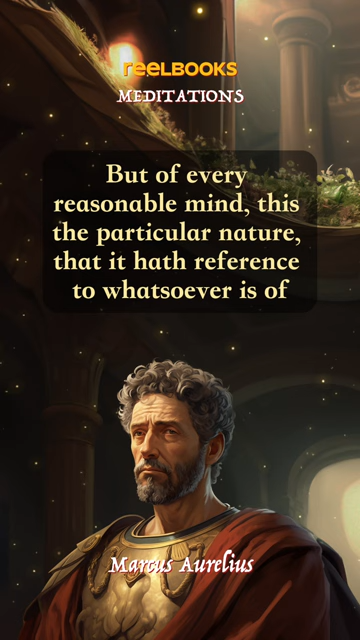 reelBOOKS
MEDITATIONS
But of every
reasonable mind, this
the particular nature,
that it hath reference
to whatsoever is of
Marcus Aurelius